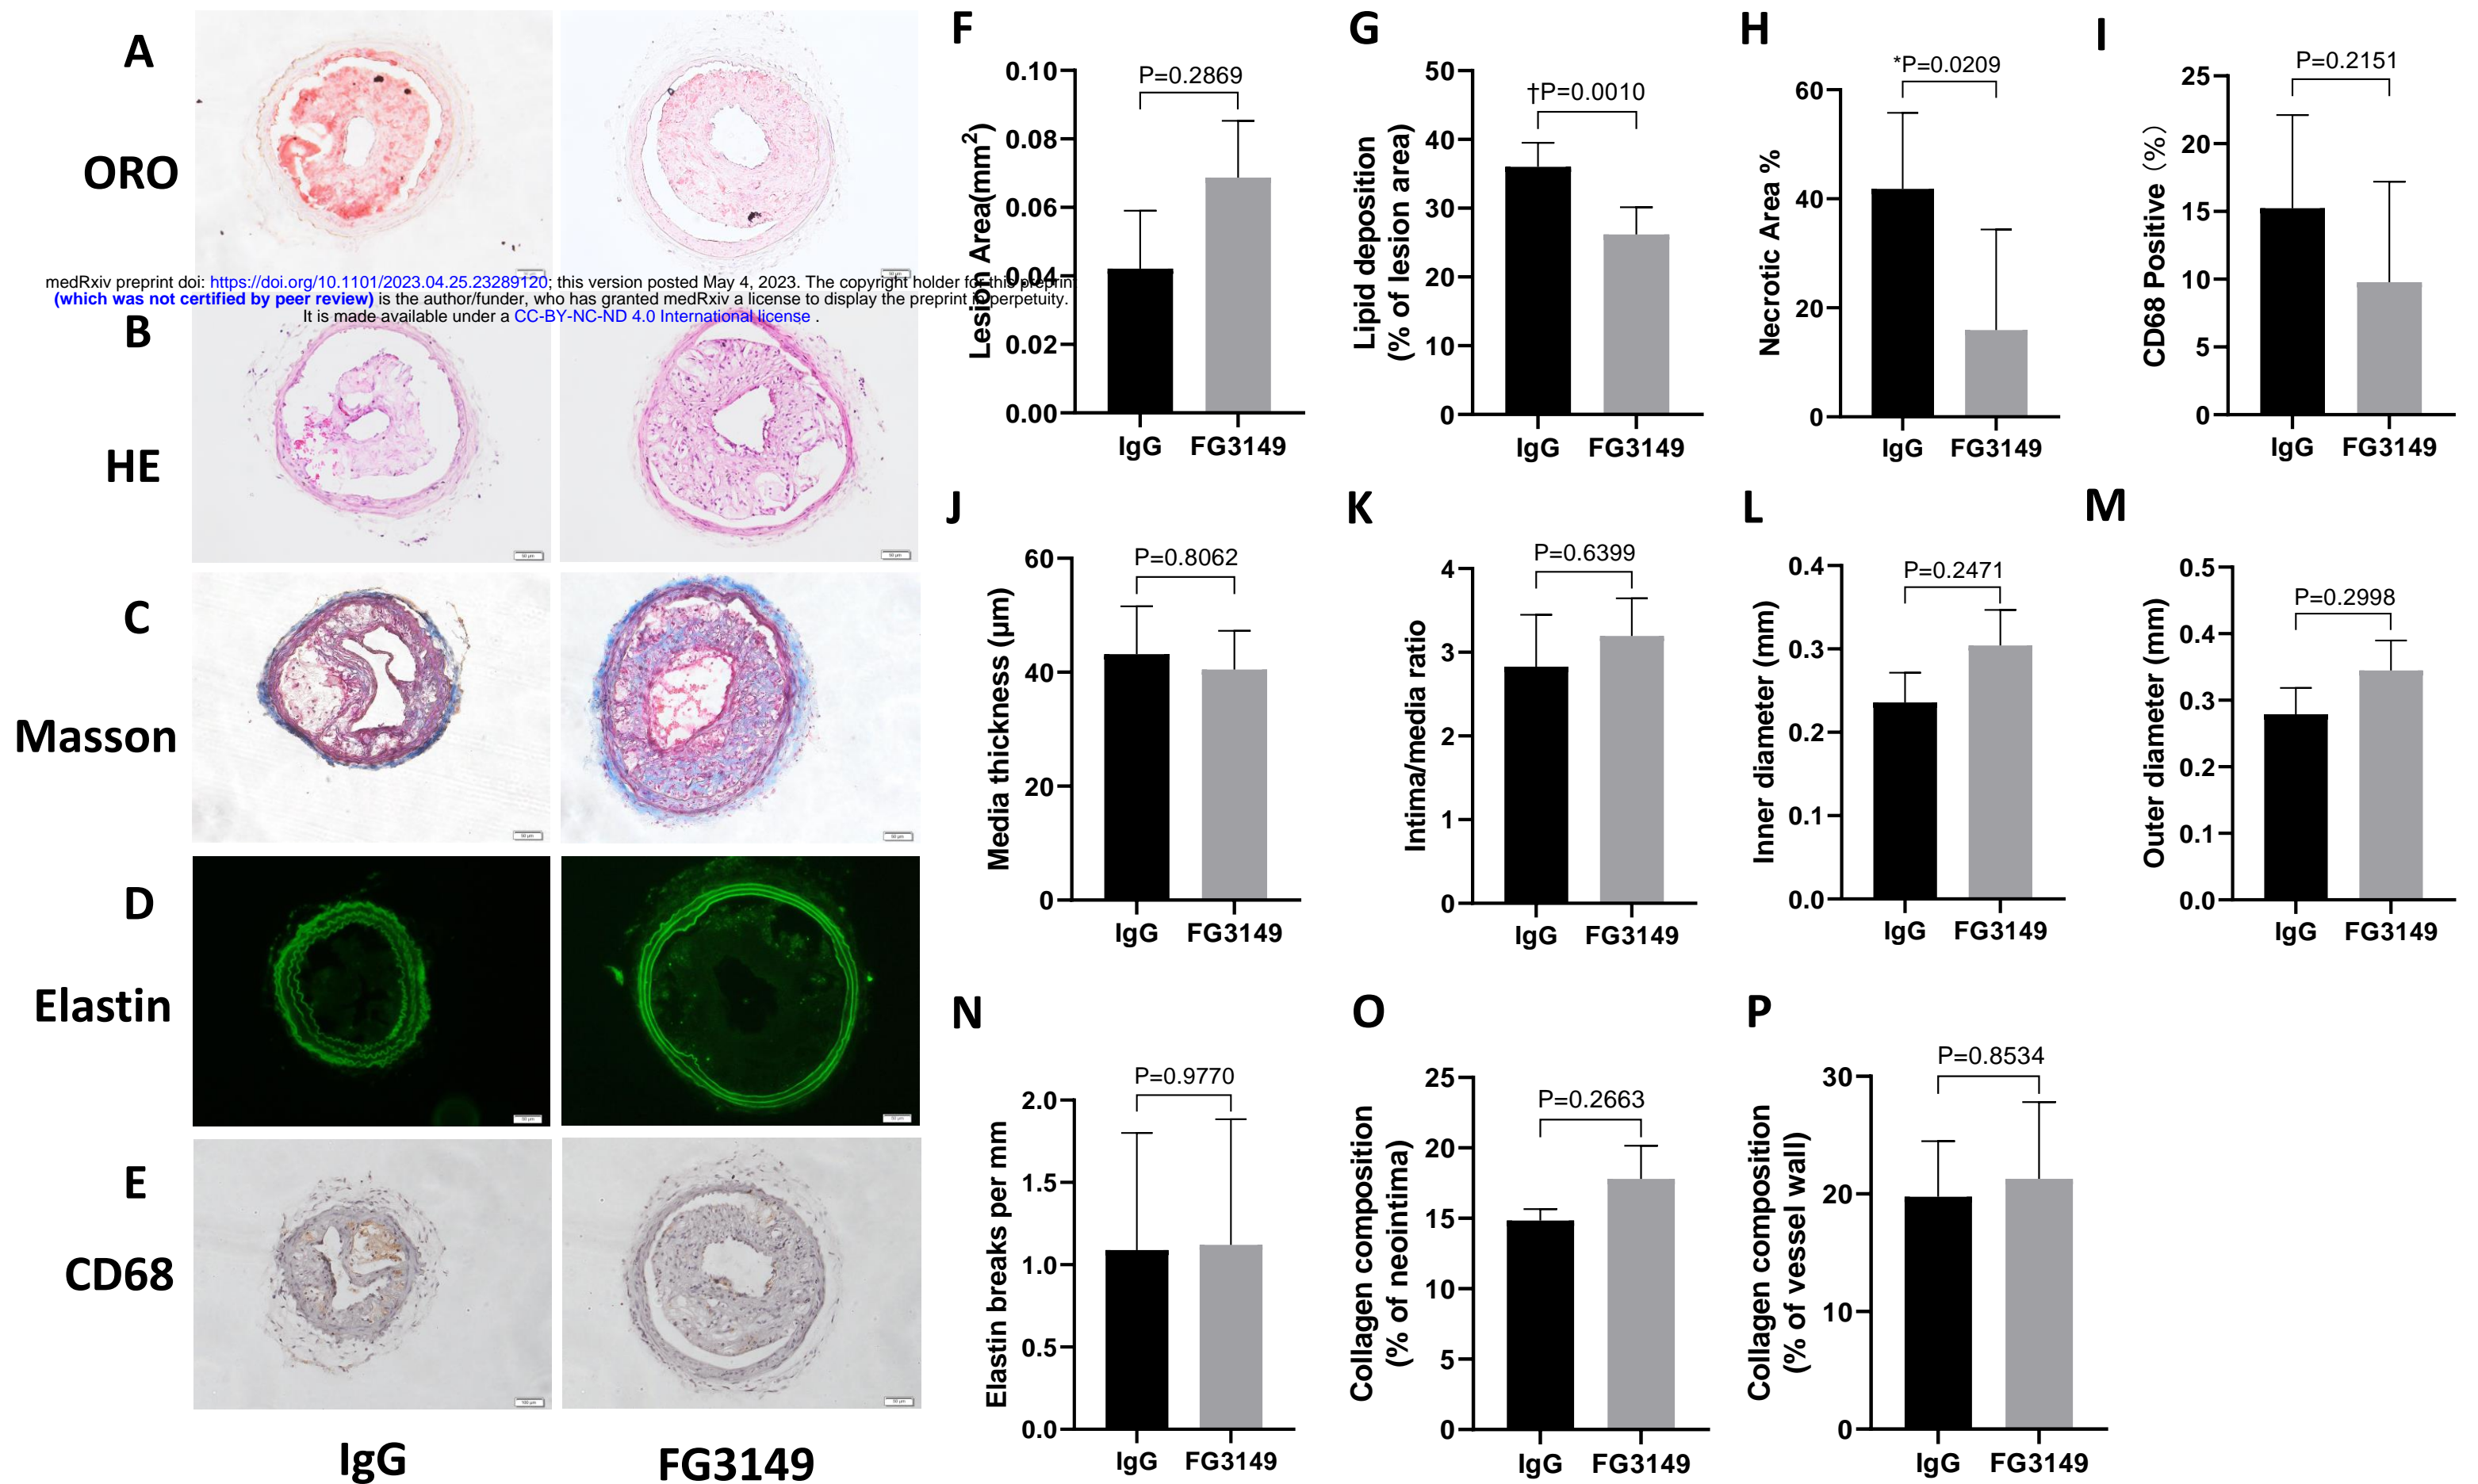 A
ORO
medRxiv preprint doi: https://doi.org/10.1101/2023.04.25.23289120; this version posted May 4, 2023. The copyright holder for this preprint
(which was not certified by peer review) is the author/funder, who has granted medRxiv a license to display the preprint in perpetuity.
It is made available under a CC-BY-NC-ND 4.0 International license .
B
HE
C
Masson
D
Elastin
E
CD68
IgG
FG3149
F
P=0.2869
Lesion Area(mm²)
0.10
0.08
0.06
0.04
0.02
0.00
IgG
FG3149
G
†P=0.0010
Lipid deposition
(% of lesion area)
50
40
30
20
10
0
IgG
FG3149
H
*P=0.0209
Necrotic Area %
60
40
20
0
IgG
FG3149
I
P=0.2151
CD68 Positive (%)
25
20
15
10
5
0
IgG
FG3149
J
P=0.8062
Media thickness (μm)
60
40
20
0
IgG
FG3149
K
P=0.6399
Intima/media ratio
4
3
2
1
0
IgG
FG3149
L
P=0.2471
Inner diameter (mm)
0.4
0.3
0.2
0.1
0.0
IgG
FG3149
M
P=0.2998
Outer diameter (mm)
0.5
0.4
0.3
0.2
0.1
0.0
IgG
FG3149
N
P=0.9770
Elastin breaks per mm
2.0
1.5
1.0
0.5
0.0
IgG
FG3149
O
P=0.2663
Collagen composition
(% of neointima)
25
20
15
10
5
0
IgG
FG3149
P
P=0.8534
Collagen composition
(% of vessel wall)
30
20
10
0
IgG
FG3149